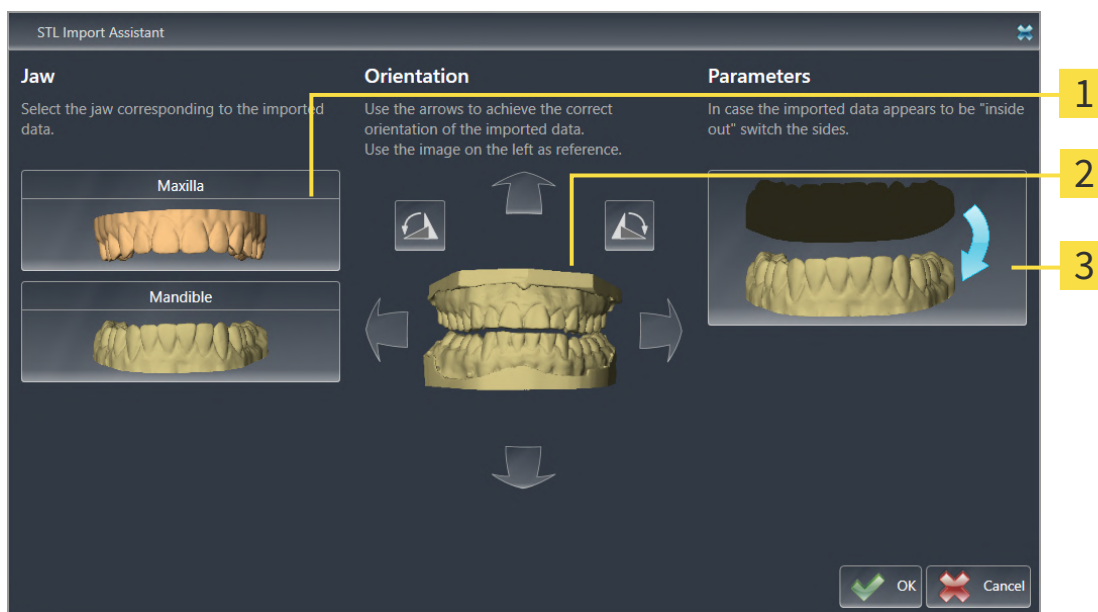 STL Import Assistant
Jaw
Select the jaw corresponding to the imported
data.
Maxilla
Mandible
Orientation
Use the arrows to achieve the correct
orientation of the imported data.
Use the image on the left as reference.
Parameters
In case the imported data appears to be "inside
out" switch the sides.
1
2
3
OK
Cancel